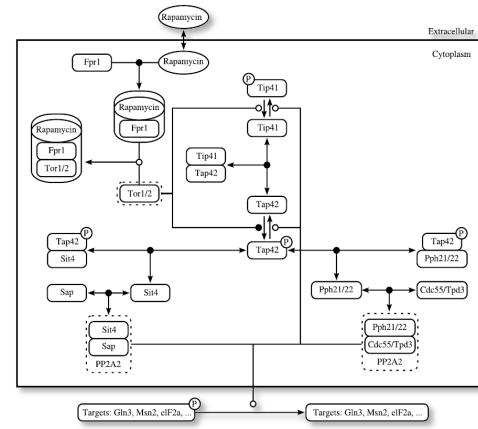 Rapamycin
Extracellular
Cytoplasm
Fpr1
Rapamycin
P
Tip41
Rapamycin
Fpr1
Tip41
Rapamycin
Fpr1
Tor1/2
Tip41
Tap42
Tor1/2
Tap42
P
Tap42
Sit4
Tap42
P
P
Tap42
Pph21/22
Sap
Sit4
Pph21/22
Cdc55/Tpd3
Sit4
Sap
PP2A2
Pph21/22
Cdc55/Tpd3
PP2A2
P
Targets: Gln3, Msn2, eIF2a, ...
Targets: Gln3, Msn2, eIF2a, ...